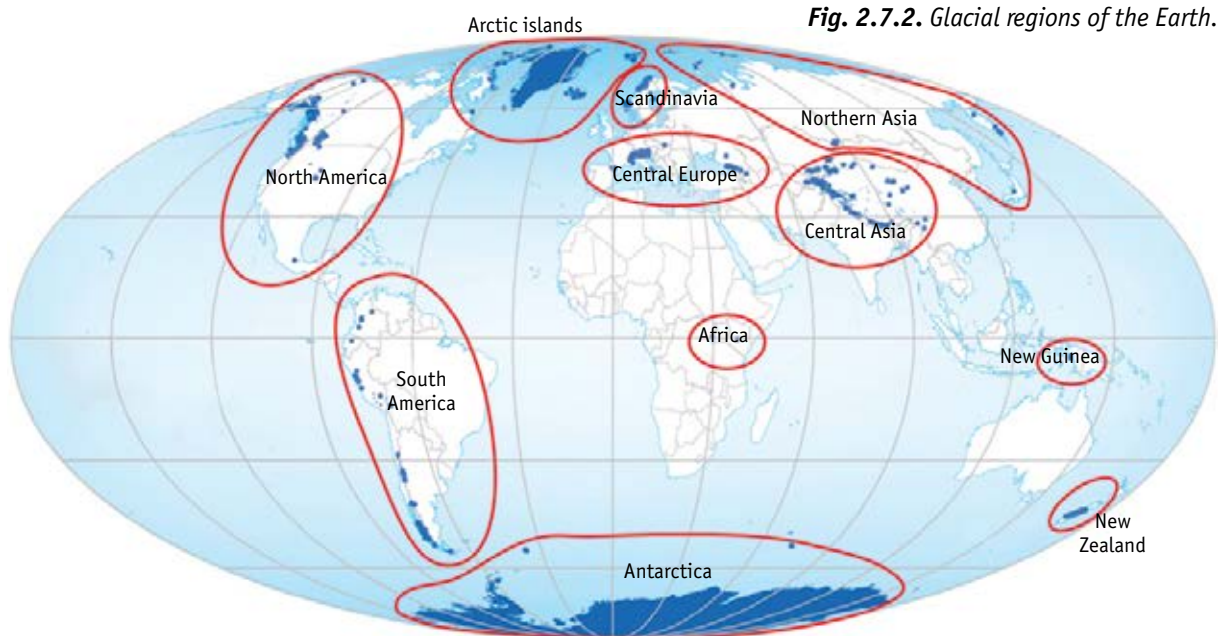 Fig. 2.7.2. Glacial regions of the Earth.
Arctic islands
Scandinavia
Northern Asia
North America
Central Europe
Central Asia
Africa
New Guinea
South
America
New
Zealand
Antarctica